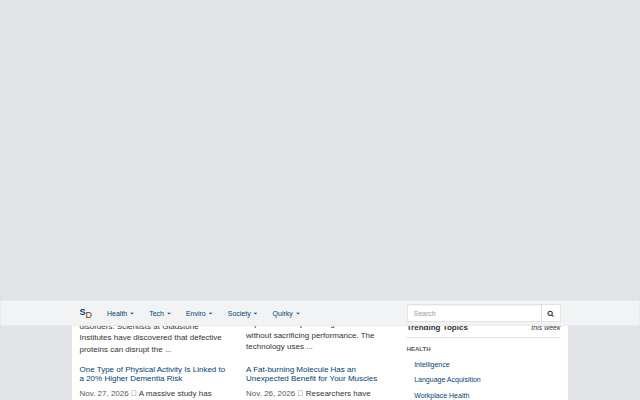 SD Health Tech Enviro Society Quirky Search
disorders. Scientists at Gladstone
Institutes have discovered that defective
proteins can disrupt the ...
One Type of Physical Activity Is Linked to
a 20% Higher Dementia Risk
Nov. 27, 2026 A massive study has
without sacrificing performance. The
technology uses ...
A Fat-burning Molecule Has an
Unexpected Benefit for Your Muscles
Nov. 26, 2026 Researchers have
Trending Topics this week
HEALTH
Intelligence
Language Acquisition
Workplace Health